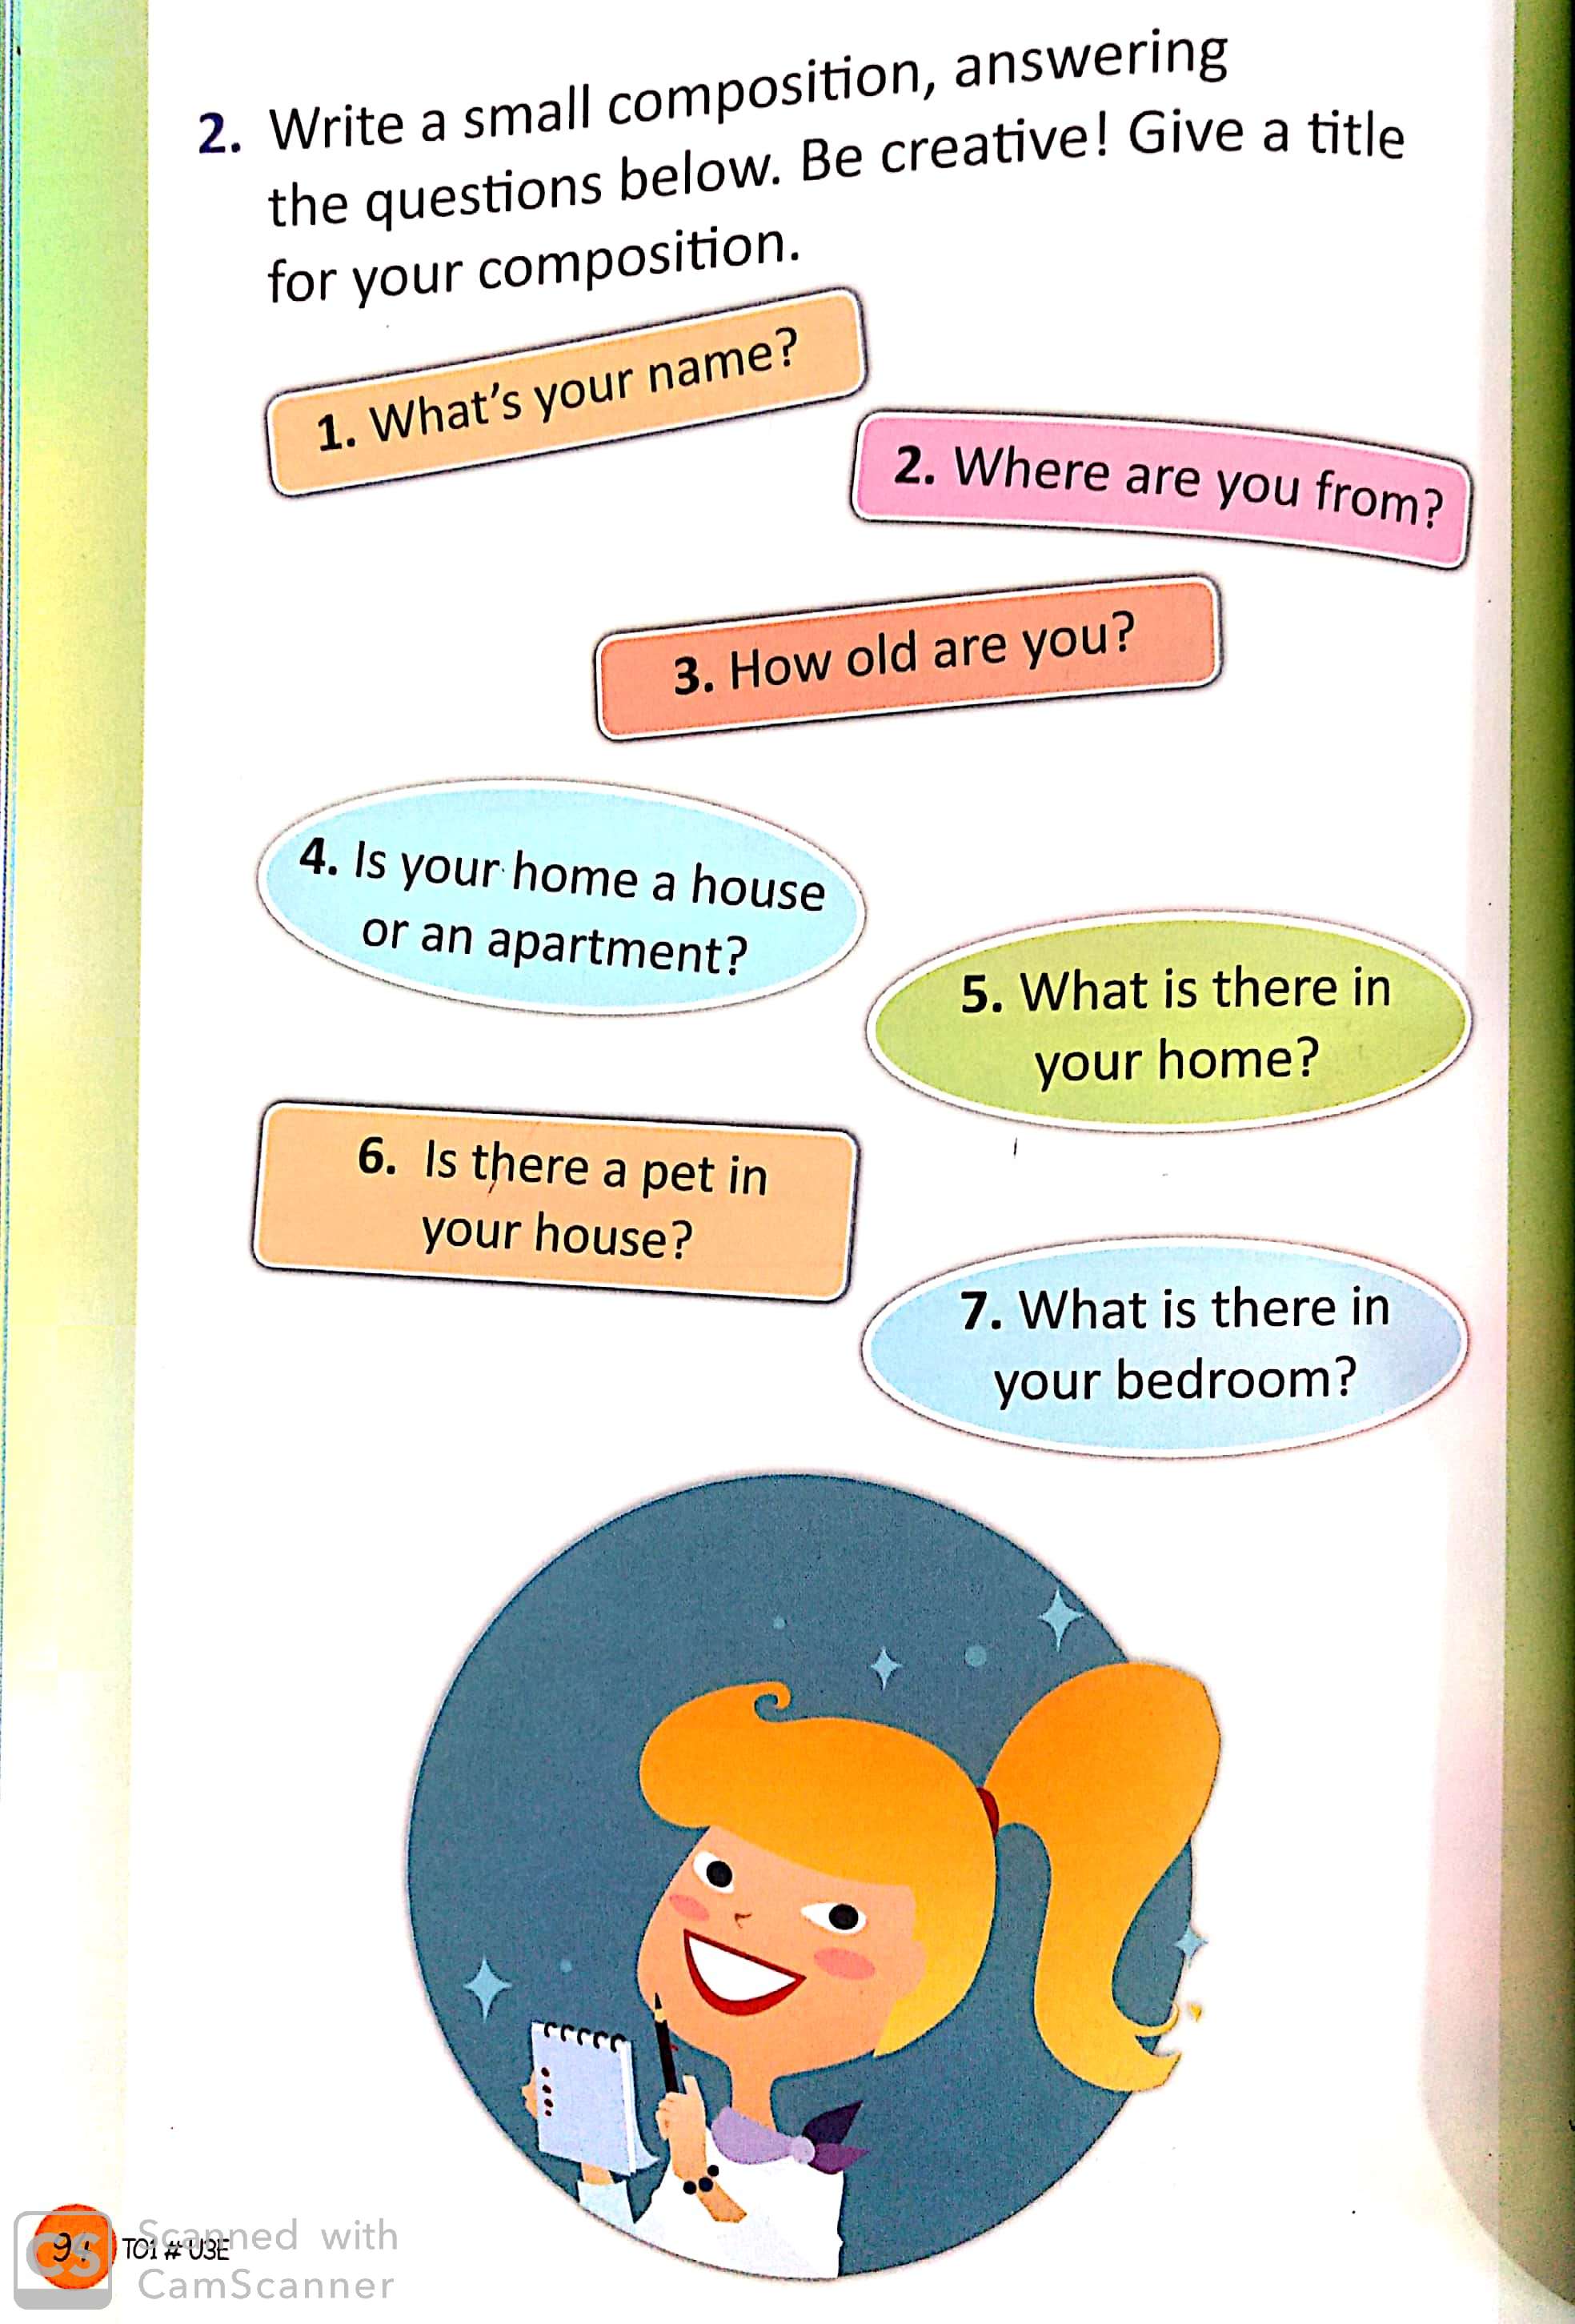 2. Write a small composition, answering
the questions below. Be creative! Give a title
for your composition.
1. What's your name?
2. Where are you from?
3. How old are you?
4. Is your home a house
or an apartment?
5. What is there in
your home?
6. Is there a pet in
your house?
7. What is there in
your bedroom?
TO1 # U3E
CS
Scanned with
CamScanner